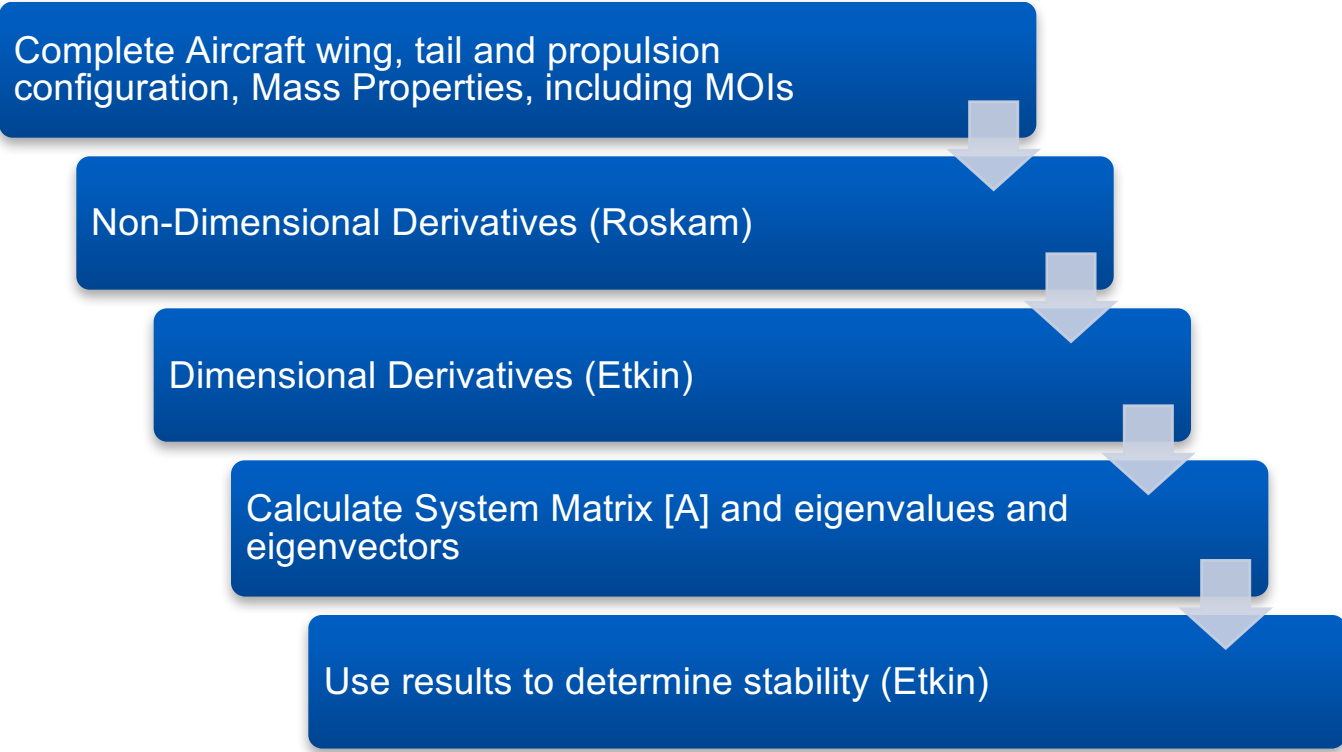 Complete Aircraft wing, tail and propulsion
configuration, Mass Properties, including MOIs
Non-Dimensional Derivatives (Roskam)
Dimensional Derivatives (Etkin)
Calculate System Matrix [A] and eigenvalues and
eigenvectors
Use results to determine stability (Etkin)